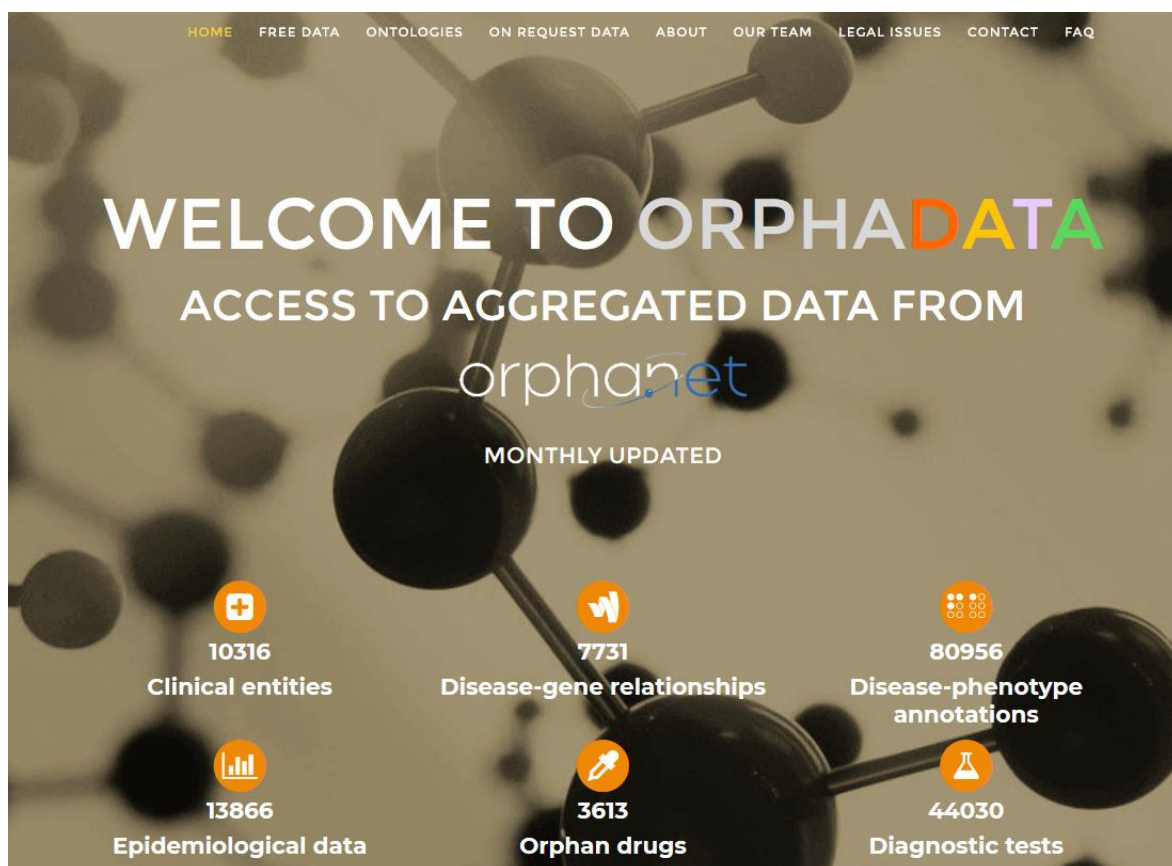 HOME FREE DATA ONTOLOGIES ON REQUEST DATA ABOUT OUR TEAM LEGAL ISSUES CONTACT FAQ
WELCOME TO ORPHADATA
ACCESS TO AGGREGATED DATA FROM
orphanet
MONTHLY UPDATED
10316 7731 80956
Clinical entities Disease-gene relationships Disease-phenotype
annotations
13866 3613 44030
Epidemiological data Orphan drugs Diagnostic tests